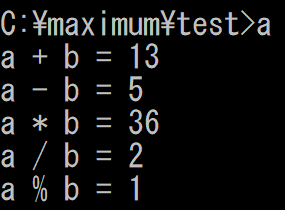 C:¥maximum¥test>a
a + b = 13
a - b = 5
a * b = 36
a / b = 2
a % b = 1